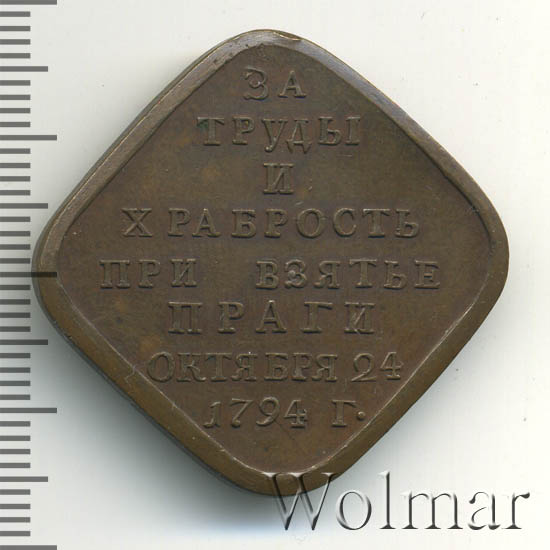 ЗА
ТРУДЫ
И
ХРАБРОСТЬ
ПРИ ВЗЯТЬЕ
ПРАГИ
ОКТЯБРЯ 24
1794 Г.
Wolmar